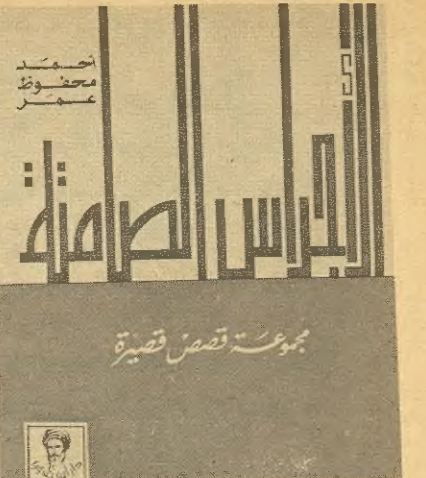 أحمد
محفوظ
عمر
الأجراس الصامتة
مجموعة قصص قصيرة